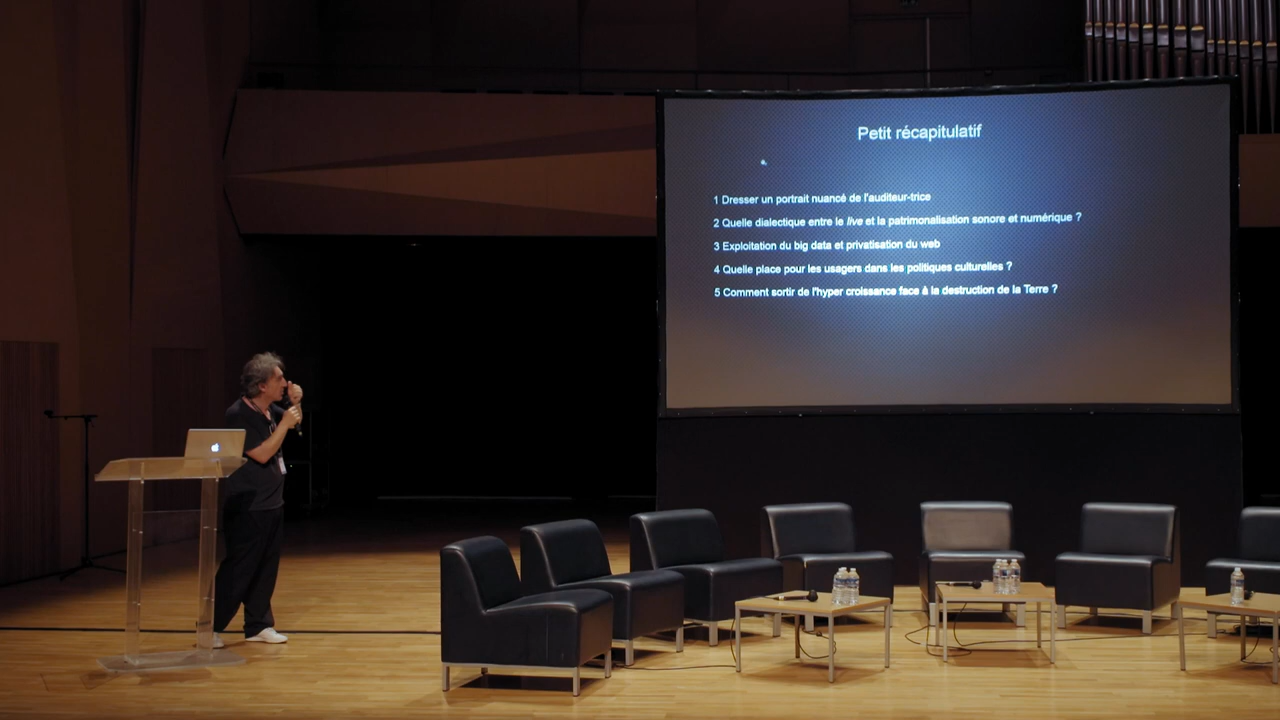 Petit récapitulatif
1 Dresser un portrait nuancé de l'auditeur-trice
2 Quelle dialectique entre le live et la patrimonalisation sonore et numérique ?
3 Exploitation du big data et privatisation du web
4 Quelle place pour les usagers dans les politiques culturelles ?
5 Comment sortir de l'hyper croissance face à la destruction de la Terre ?